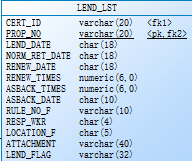 LEND_LST
CERT_ID varchar(20) <fk1>
PROP_NO varchar(20) <pk,fk2>
LEND_DATE char(18)
NORM_RET_DATE char(18)
RENEW_DATE char(18)
RENEW_TIMES numeric(6,0)
ASBACK_TIMES numeric(6,0)
ASBACK_DATE char(10)
RULE_NO_F char(10)
RESP_WKR char(4)
LOCATION_F char(5)
ATTACHMENT varchar(40)
LEND_FLAG varchar(32)